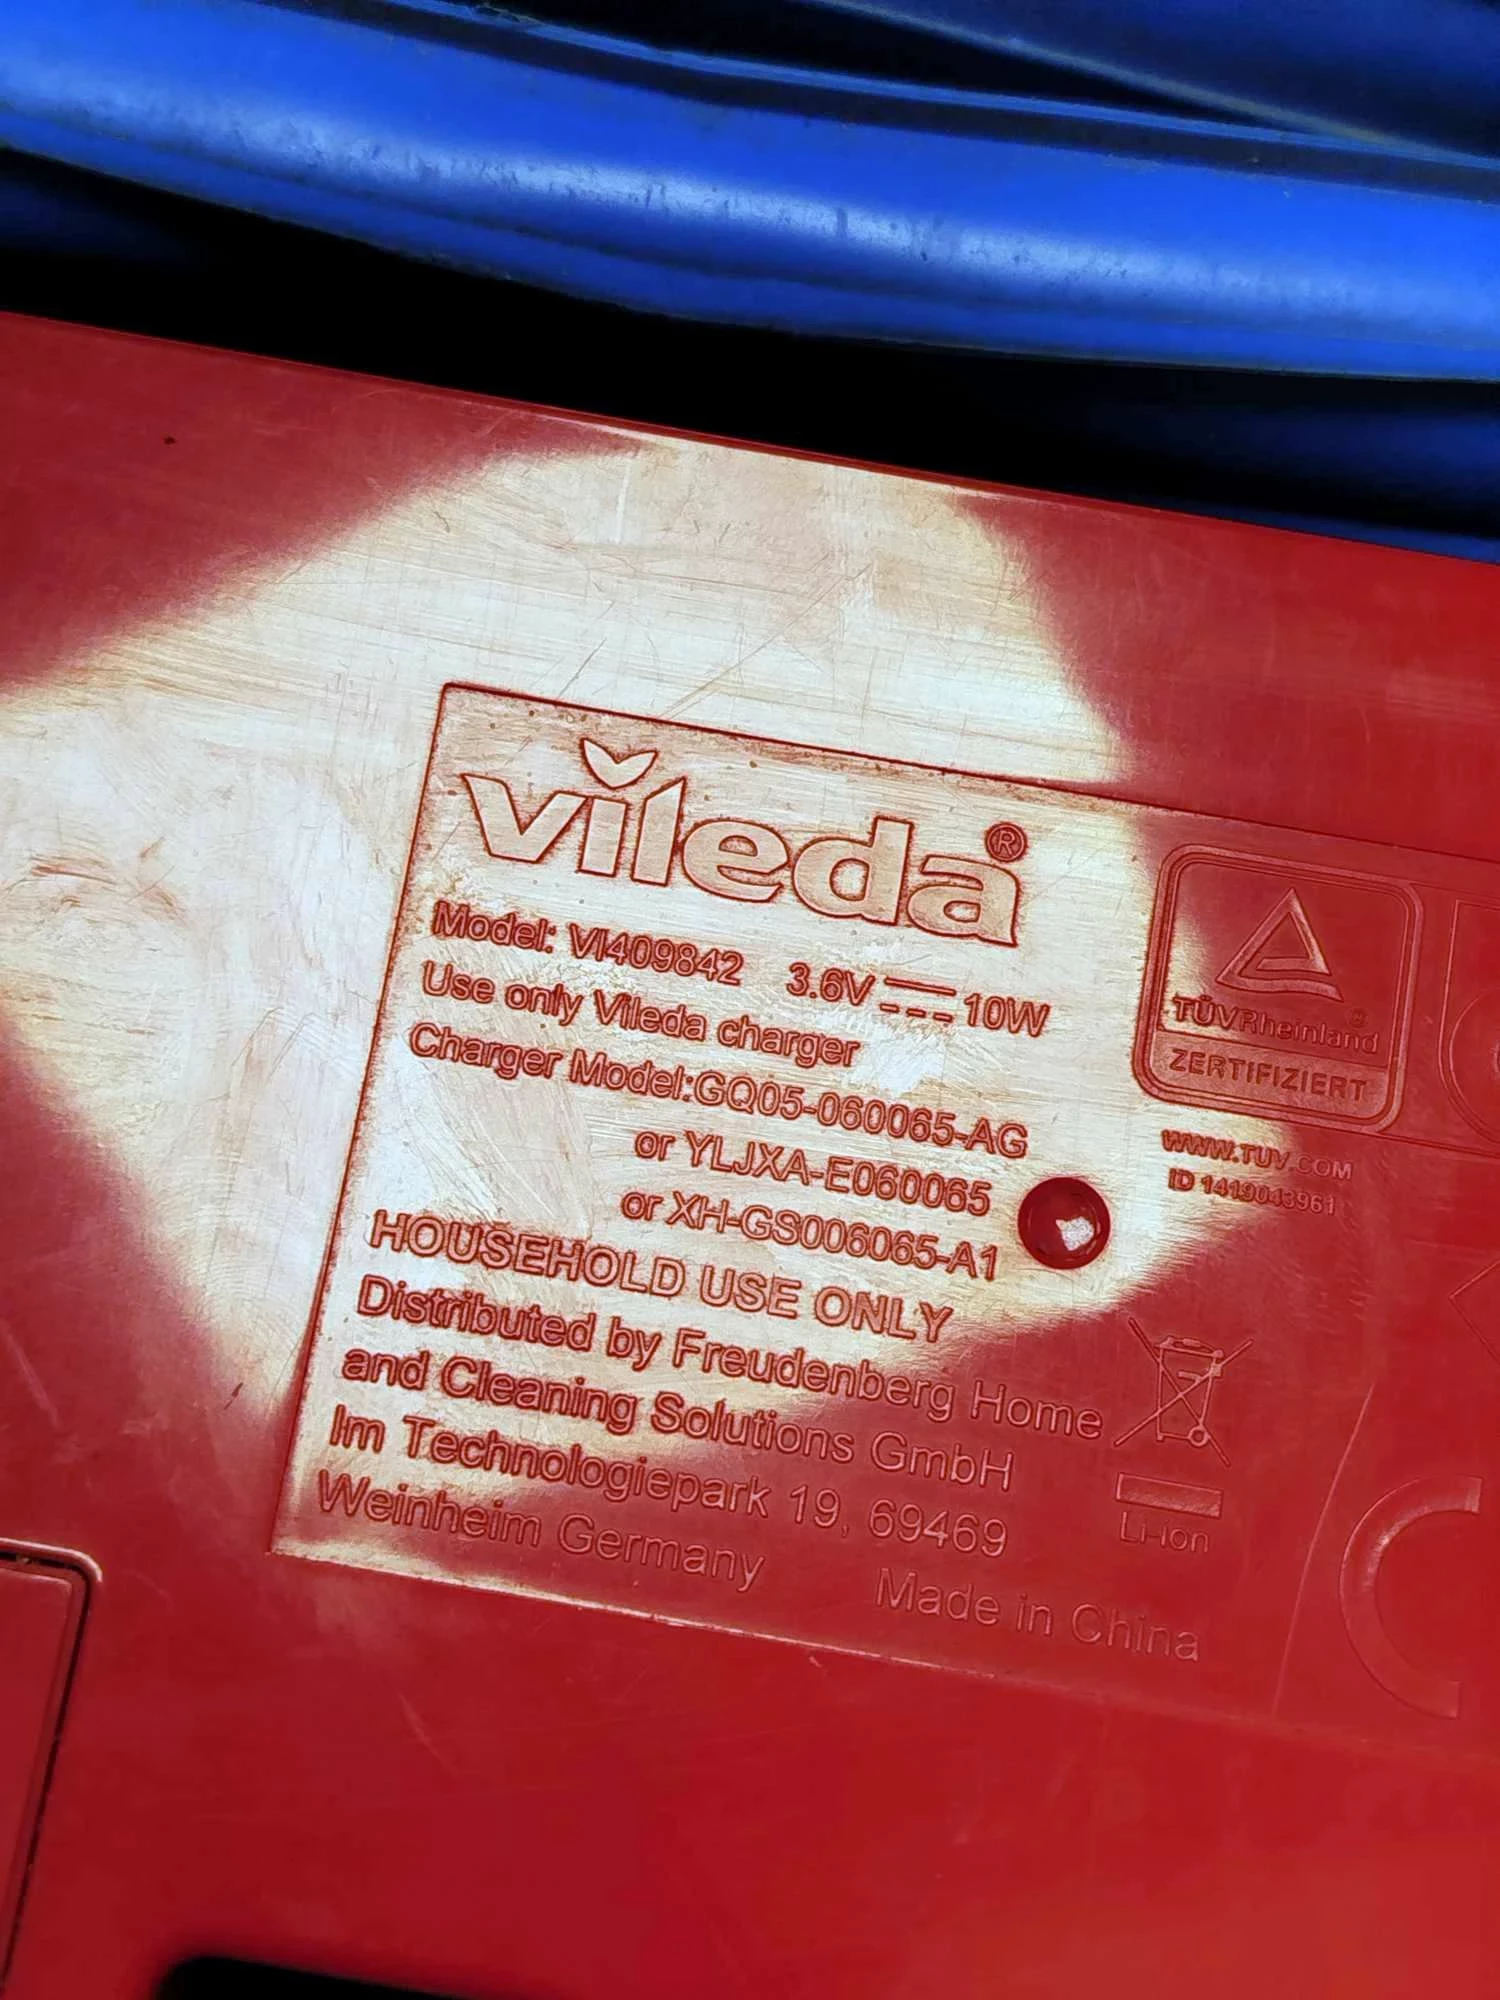 vileda®
Model: VI409842 3.6V 10W
Use only Vileda charger
Charger Model:GQ05-060065-AG
or YLJXA-E060065
or XH-GS006065-A1
HOUSEHOLD USE ONLY
Distributed by Freudenberg Home
and Cleaning Solutions GmbH
Im Technologiepark 19, 69469
Weinheim Germany Made in China
TÜVRheinland®
ZERTIFIZIERT
WWW.TUV.COM
ID 1419043961
Li-ion